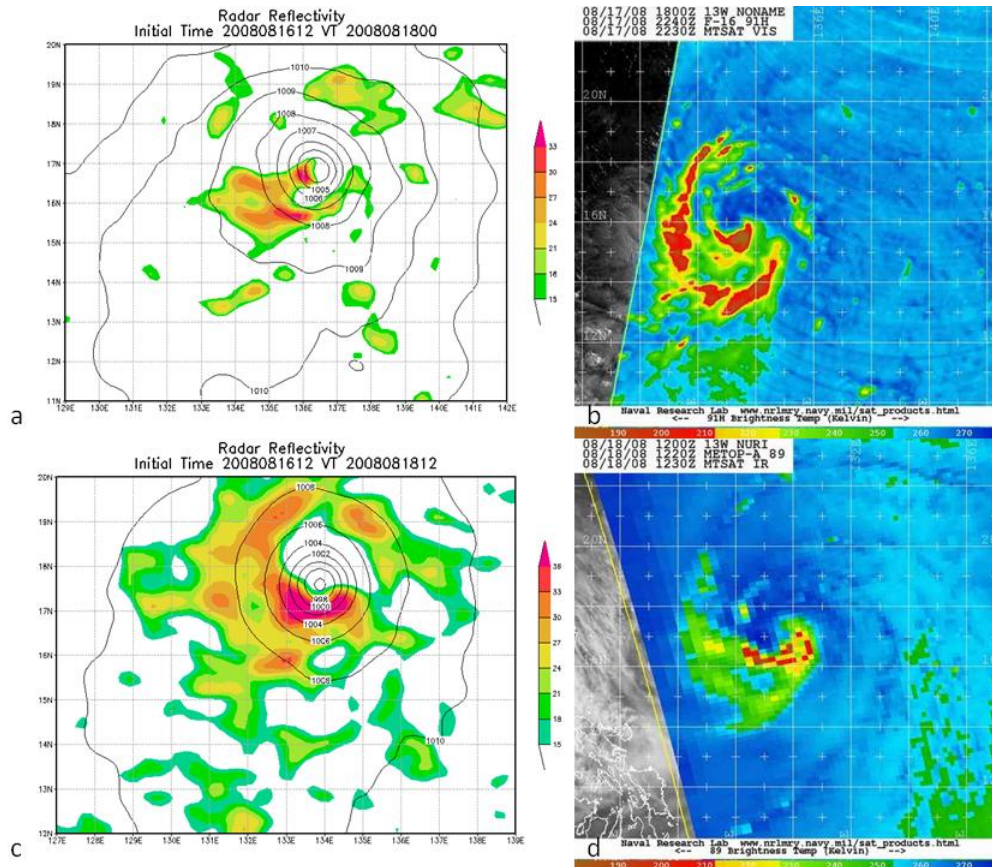 Radar Reflectivity
Initial Time 2008081612 VT 2008081800
20N
19N
18N
17N
16N
15N
14N
13N
12N
11N
129E 130E 131E 132E 133E 134E 135E 136E 137E 138E 139E 140E 141E 142E
1010
1009
1008
1007
1005
1006
1008
1009
1010
33
30
27
24
21
18
15
a
08/17/08 1800Z 13W NONAME
08/17/08 2240Z F-16 91H
08/17/08 2230Z MTSAT VIS
136E
140E
20N
16N
12N
b
Naval Research Lab www.nrlmry.navy.mil/sat_products.html
<-- 91H Brightness Temp (Kelvin) -->
190 200 210 220 230 240 250 260 270
Radar Reflectivity
Initial Time 2008081612 VT 2008081812
20N
19N
18N
17N
16N
15N
14N
13N
12N
127E 128E 129E 130E 131E 132E 133E 134E 135E 136E 137E 138E 139E
1008
1006
1004
1002
998
1000
1004
1006
1008
1010
38
33
30
27
24
21
18
15
c
08/18/08 1200Z 13W NURI
08/18/08 1220Z METOP-A 89
08/18/08 1230Z MTSAT IR
132E
136E
20N
16N
d
Naval Research Lab www.nrlmry.navy.mil/sat_products.html
<-- 89 Brightness Temp (Kelvin) -->
190 200 210 220 230 240 250 260 270